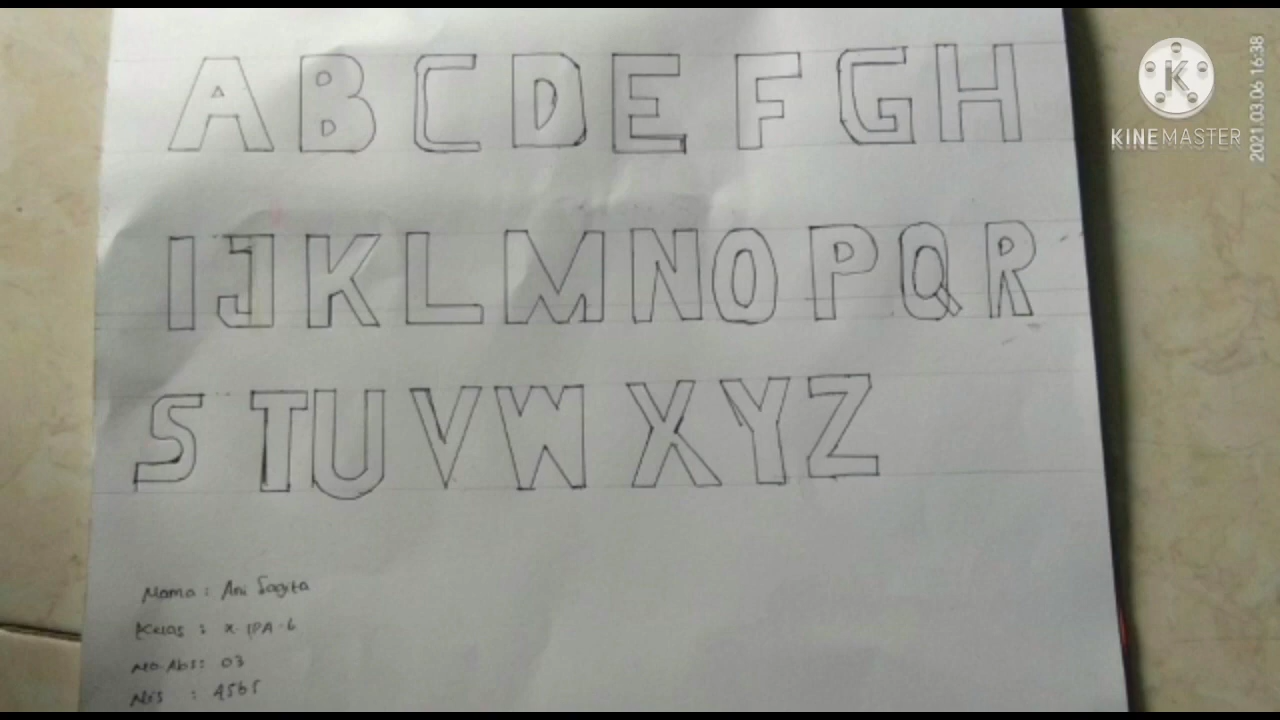 ABCDEFGH
IJKLMNOPQR
STUVWXYZ
Nama : Ani Sagita
Kelas : X IPA-6
No. Abs : 03
Nis : 4565
KINEMASTER
2021.03.06 16:38